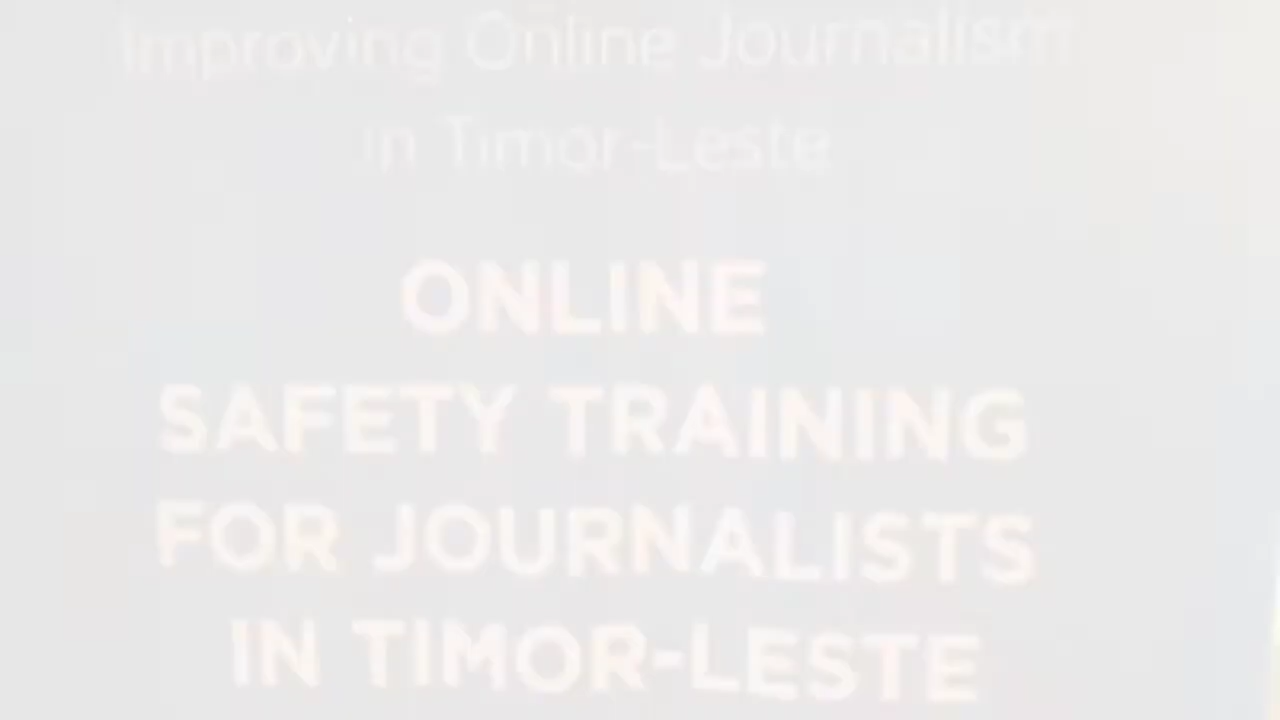 Improving Online Journalism
in Timor-Leste
ONLINE
SAFETY TRAINING
FOR JOURNALISTS
IN TIMOR-LESTE